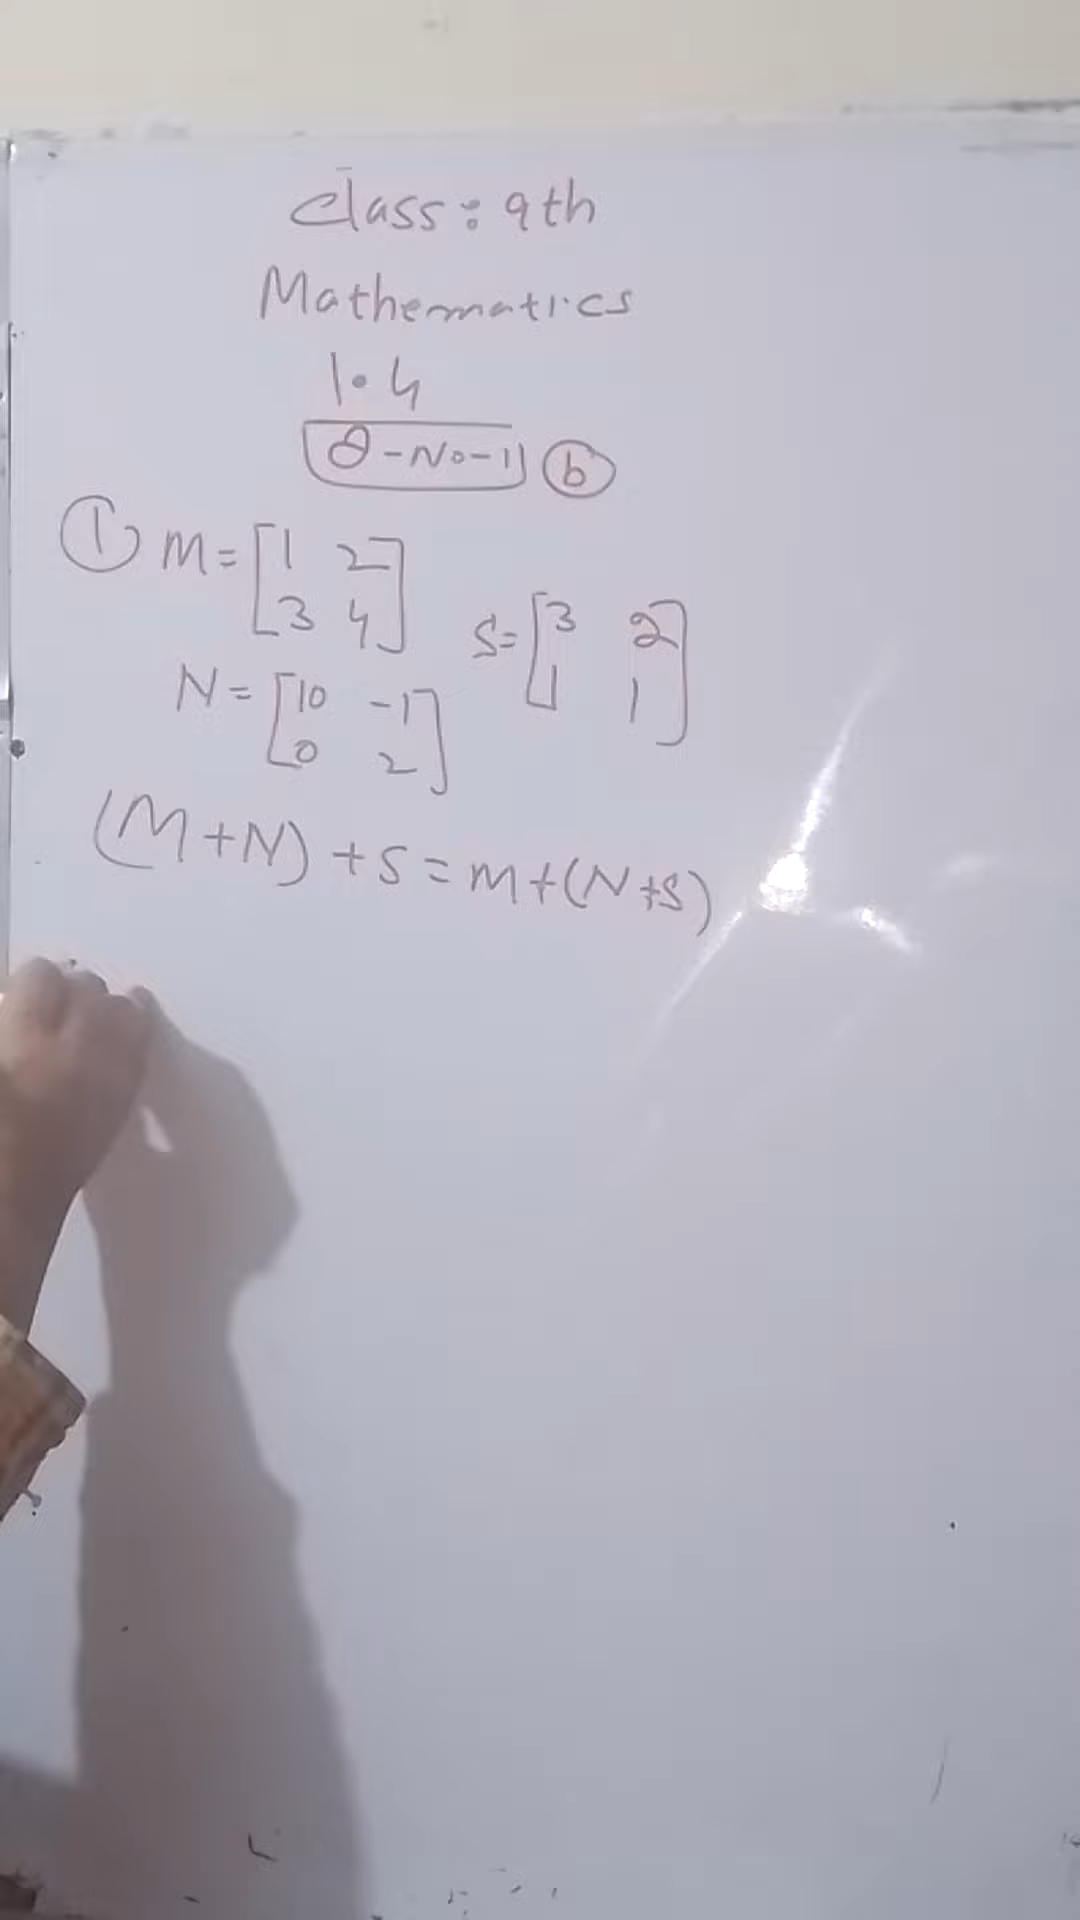 Class: 9th
Mathematics
1.4
Q-No-1 b
1 M= [1 2
3 4]
S= [3 2
1 1]
N= [10 -1
0 2]
(M+N)+S=M+(N+S)